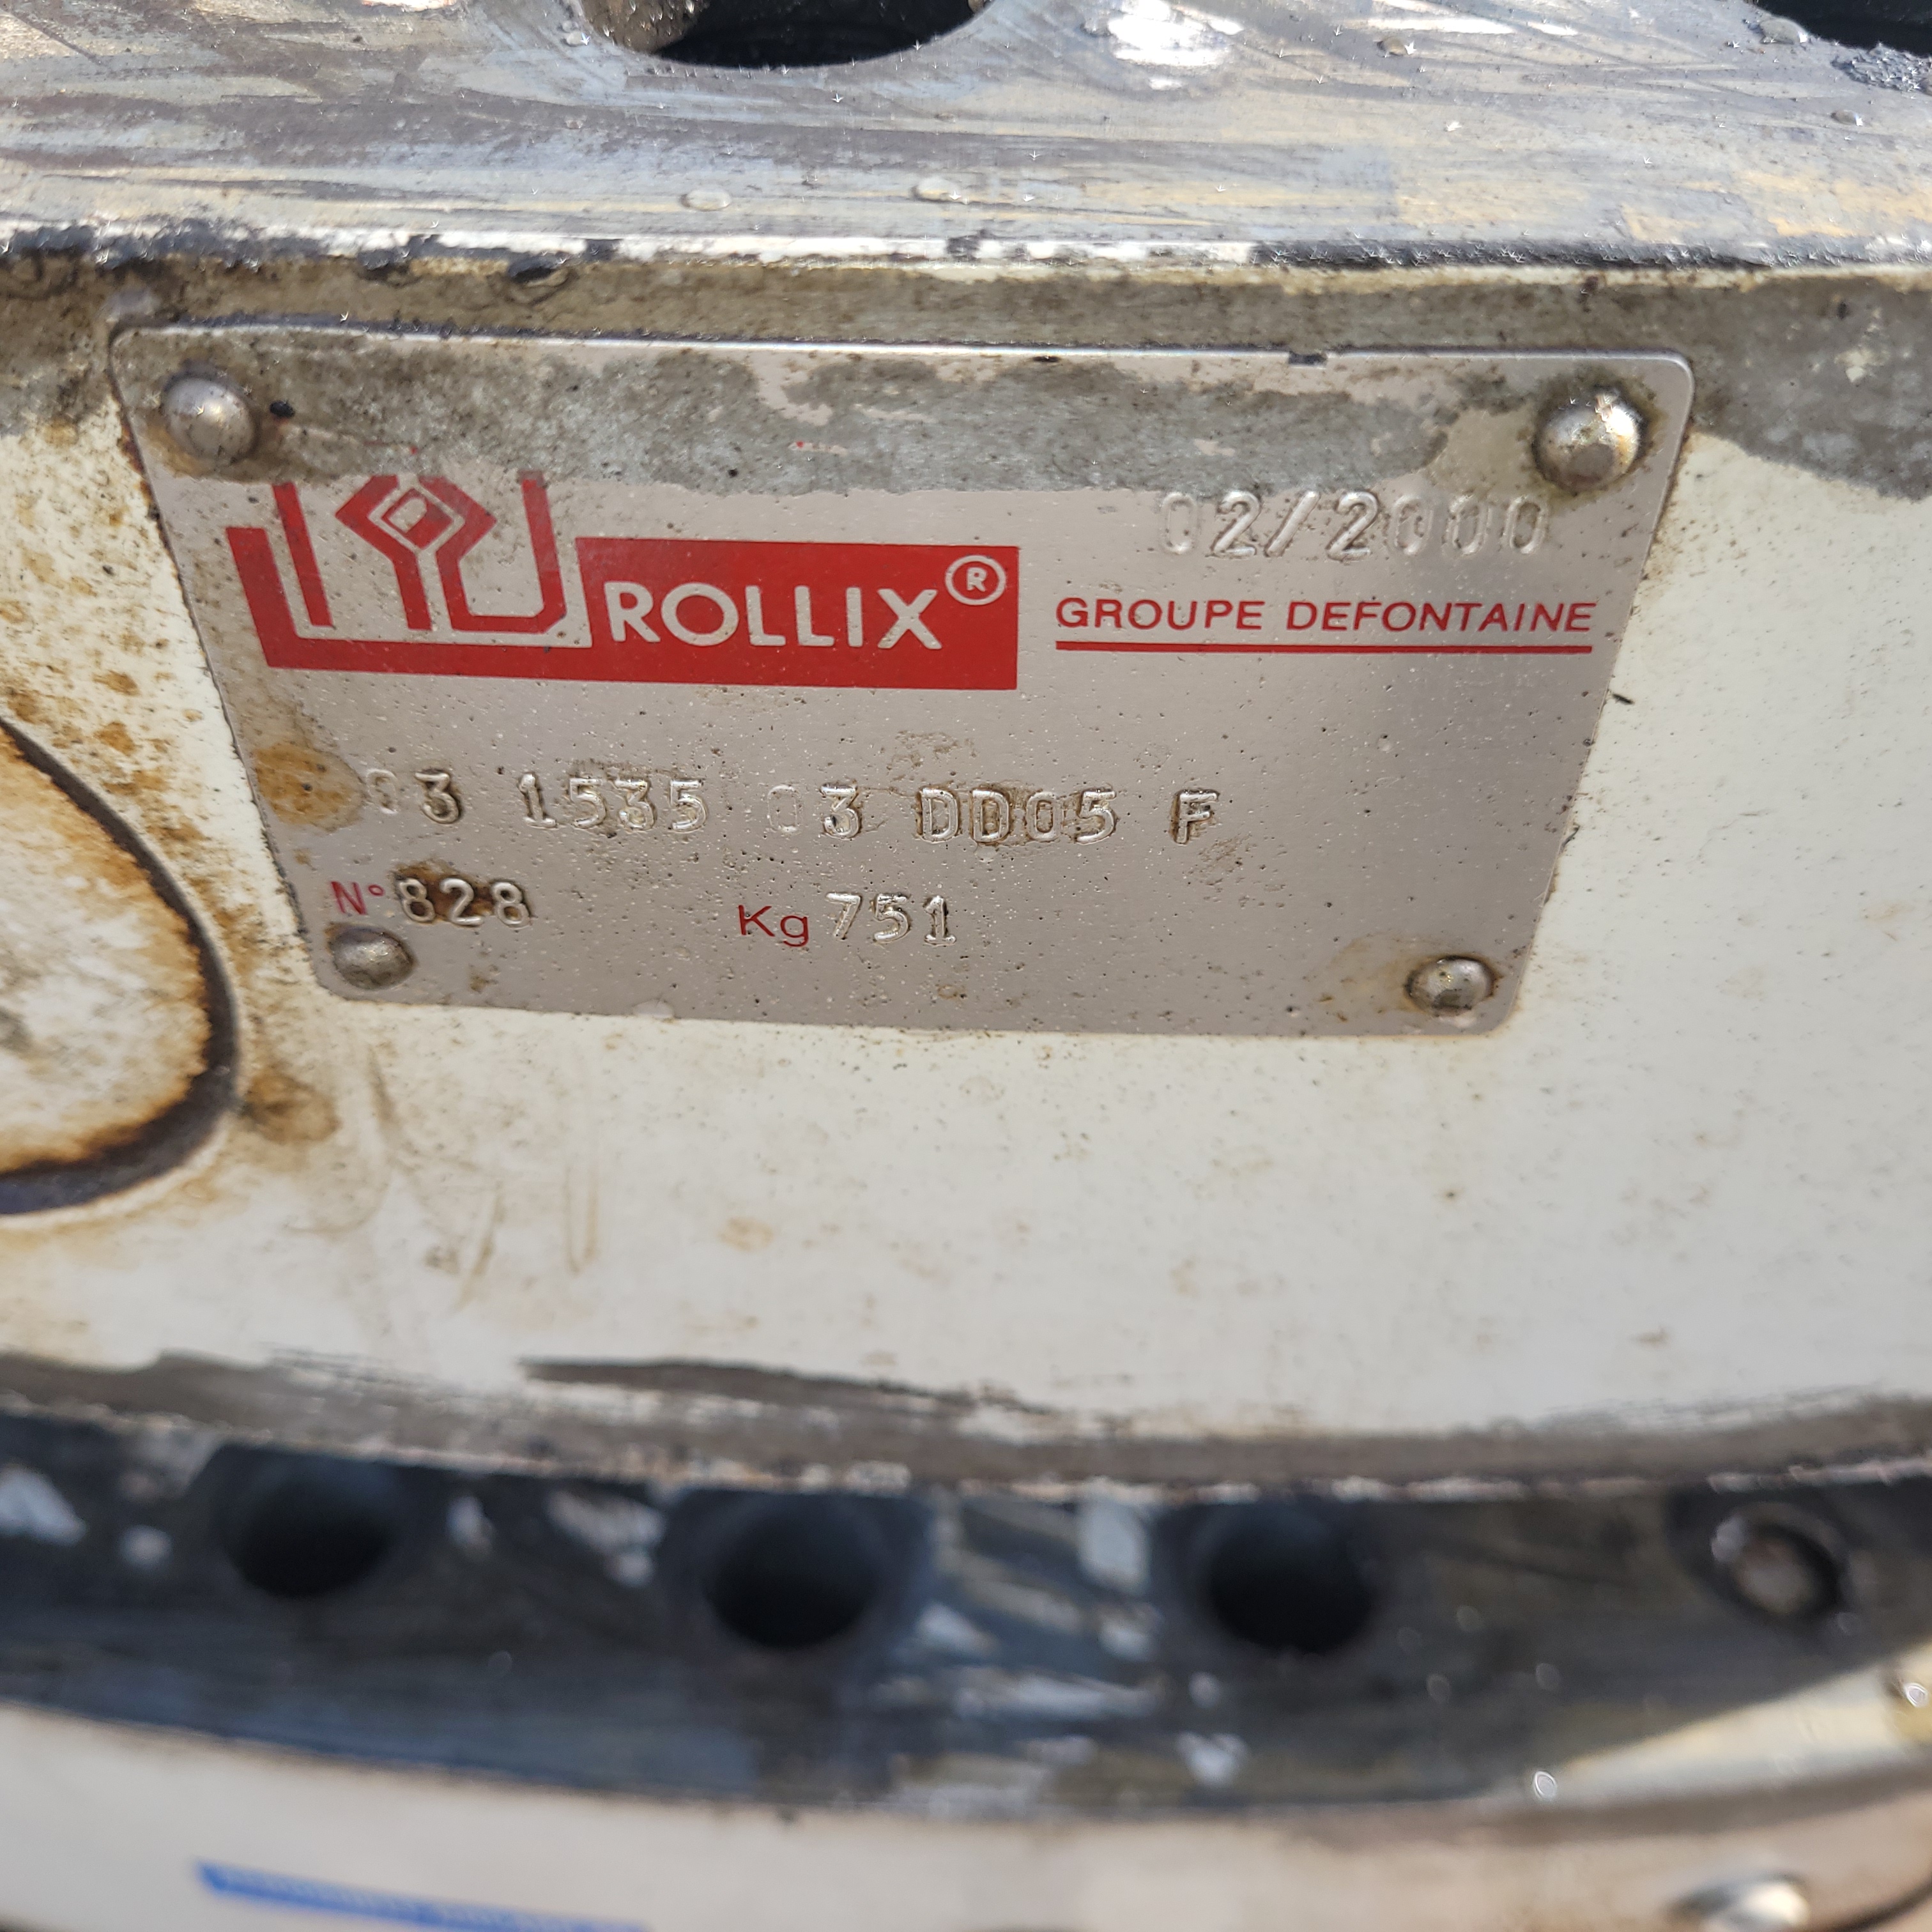 02/2000
ROLLIX® GROUPE DEFONTAINE
03 1535 03 DD05 F
N° 828 Kg 751